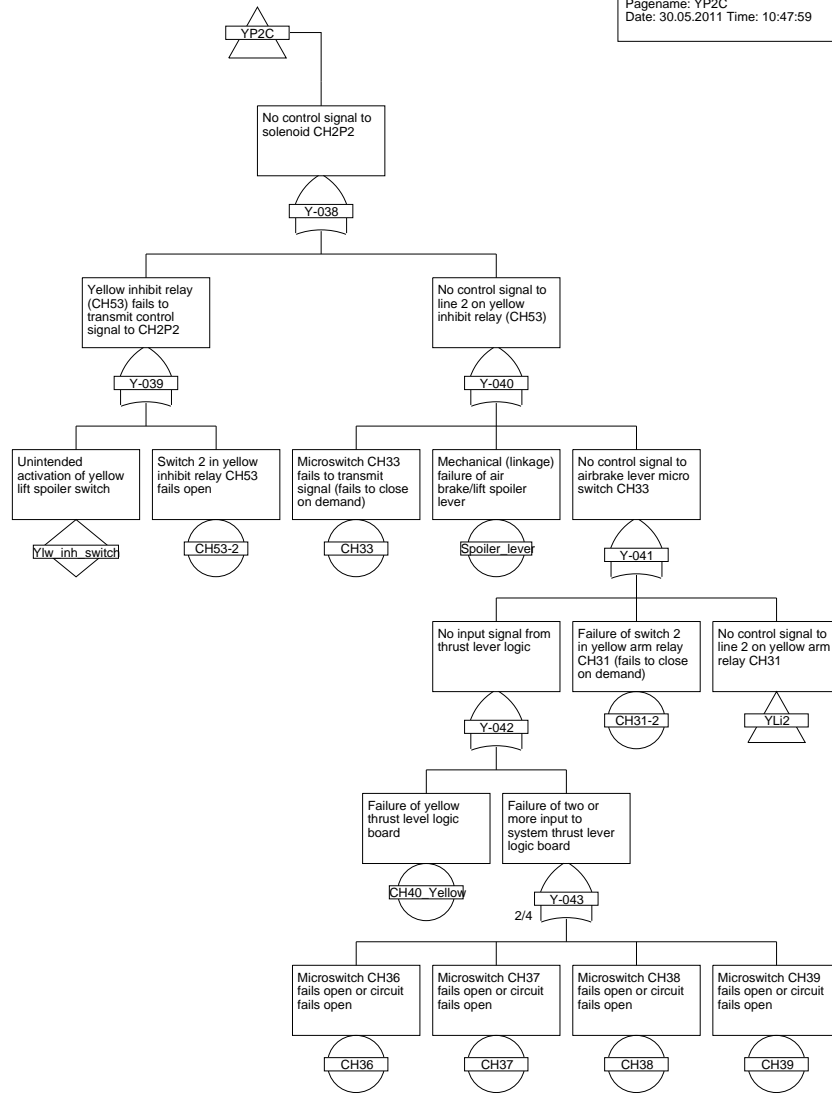 Pagename: YP2C
Date: 30.05.2011 Time: 10:47:59
YP2C
No control signal to
solenoid CH2P2
Y-038
Yellow inhibit relay
(CH53) fails to
transmit control
signal to CH2P2
Y-039
No control signal to
line 2 on yellow
inhibit relay (CH53)
Y-040
Unintended
activation of yellow
lift spoiler switch
Ylw_inh_switch
Switch 2 in yellow
inhibit relay CH53
fails open
CH53-2
Microswitch CH33
fails to transmit
signal (fails to close
on demand)
CH33
Mechanical (linkage)
failure of air
brake/lift spoiler
lever
Spoiler_lever
No control signal to
airbrake lever micro
switch CH33
Y-041
No input signal from
thrust lever logic
Y-042
Failure of switch 2
in yellow arm relay
CH31 (fails to close
on demand)
CH31-2
No control signal to
line 2 on yellow arm
relay CH31
YLi2
Failure of yellow
thrust level logic
board
CH40_Yellow
Failure of two or
more input to
system thrust lever
logic board
Y-043
2/4
Microswitch CH36
fails open or circuit
fails open
CH36
Microswitch CH37
fails open or circuit
fails open
CH37
Microswitch CH38
fails open or circuit
fails open
CH38
Microswitch CH39
fails open or circuit
fails open
CH39